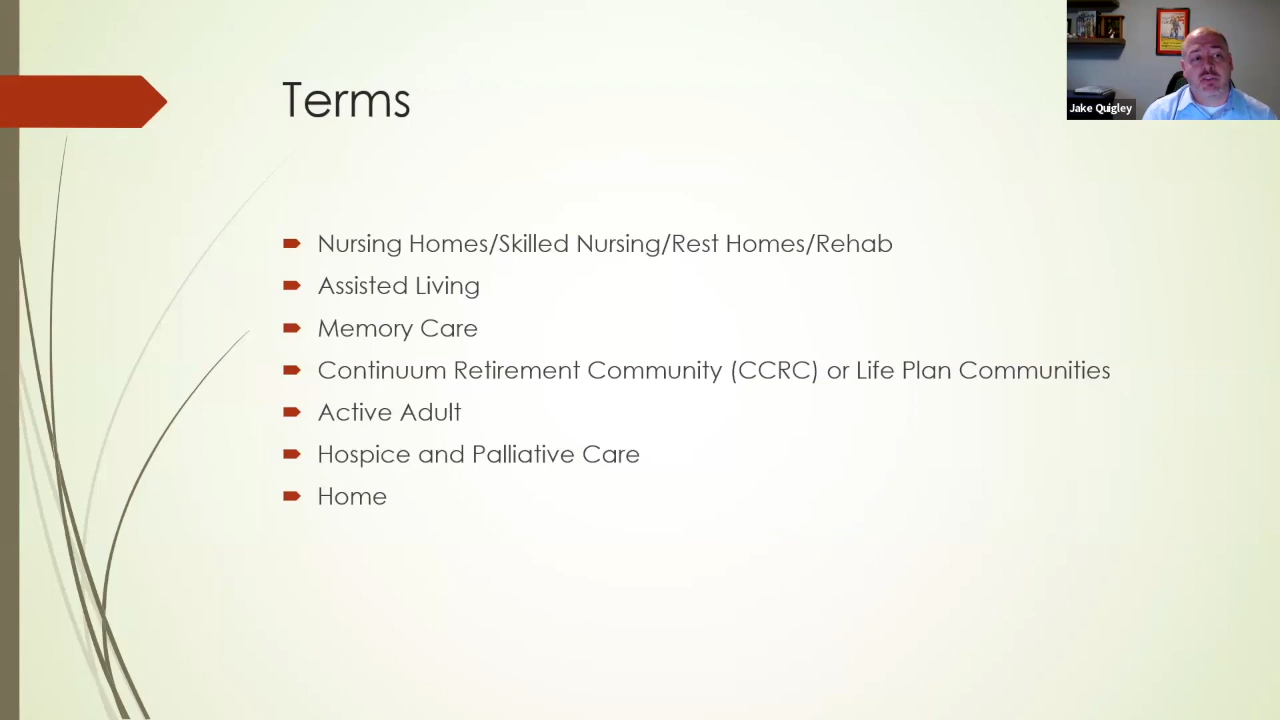 Terms
Nursing Homes/Skilled Nursing/Rest Homes/Rehab
Assisted Living
Memory Care
Continuum Retirement Community (CCRC) or Life Plan Communities
Active Adult
Hospice and Palliative Care
Home
Jake Quigley